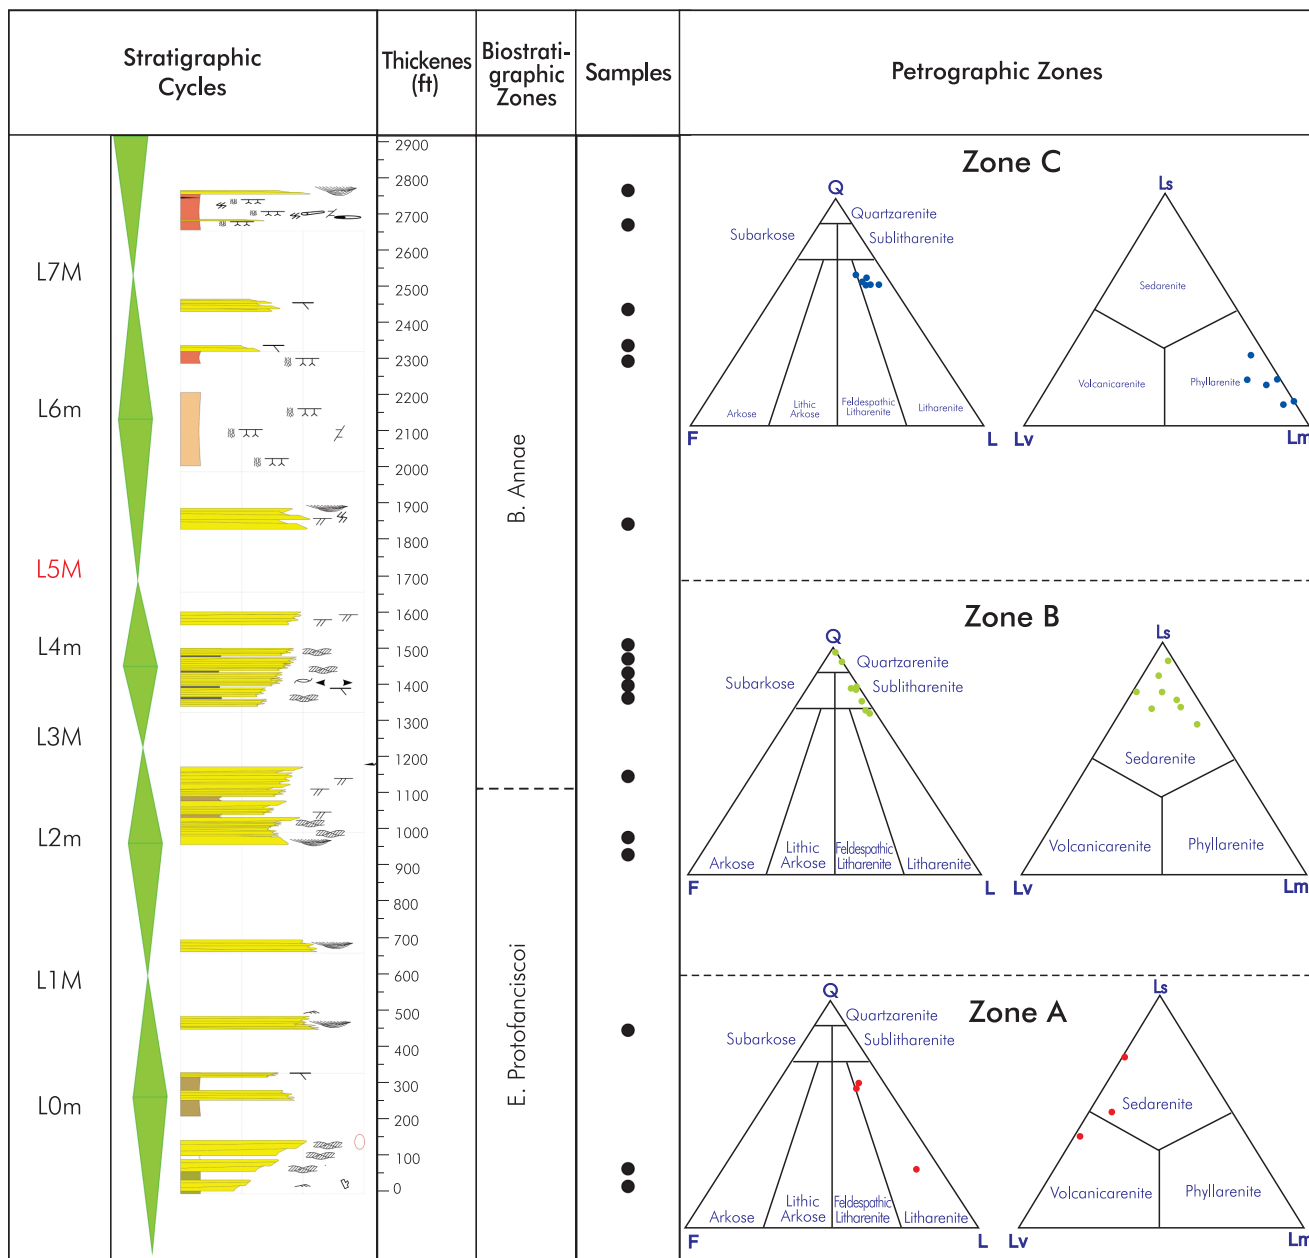 Stratigraphic
Cycles
Thickenes
(ft)
Biostrati-
graphic
Zones
Samples
Petrographic Zones
L7M
L6m
L5M
L4m
L3M
L2m
L1M
L0m
2900
2800
2700
2600
2500
2400
2300
2200
2100
2000
1900
1800
1700
1600
1500
1400
1300
1200
1100
1000
900
800
700
600
500
400
300
200
100
0
B. Annae
E. Protofanciscoi
Zone C
Q
Quartzarenite
Subarkose
Sublitharenite
Arkose
Lithic
Arkose
Feldespathic
Litharenite
Litharenite
F
L
Ls
Sedarenite
Volcanicarenite
Phyllarenite
Lv
Lm
Zone B
Q
Quartzarenite
Subarkose
Sublitharenite
Arkose
Lithic
Arkose
Feldespathic
Litharenite
Litharenite
F
L
Ls
Sedarenite
Volcanicarenite
Phyllarenite
Lv
Lm
Zone A
Q
Quartzarenite
Subarkose
Sublitharenite
Arkose
Lithic
Arkose
Feldespathic
Litharenite
Litharenite
F
L
Ls
Sedarenite
Volcanicarenite
Phyllarenite
Lv
Lm